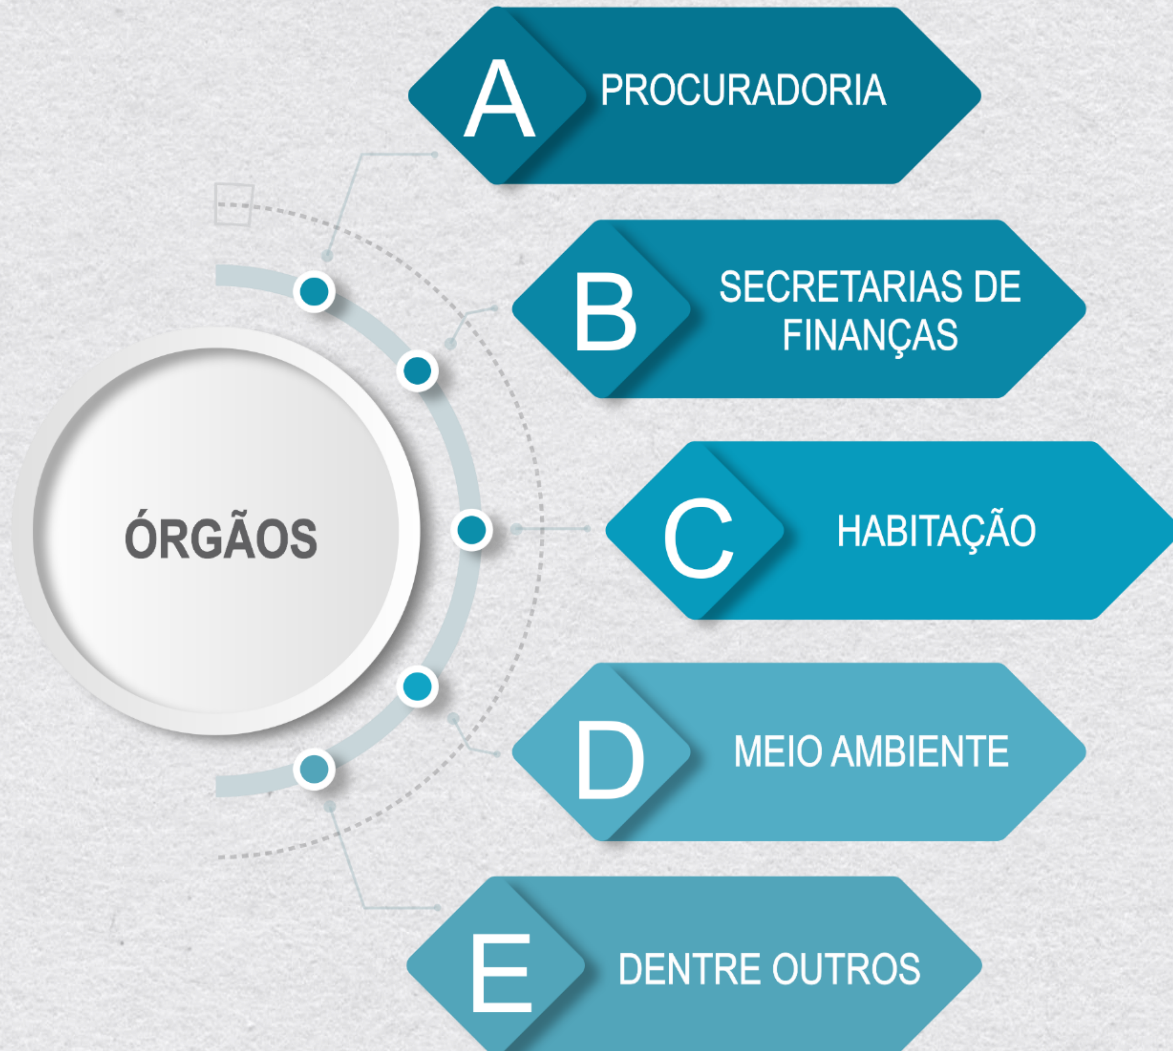 A
PROCURADORIA
B
SECRETARIAS DE
FINANÇAS
ÓRGÃOS
C
HABITAÇÃO
D
MEIO AMBIENTE
E
DENTRE OUTROS